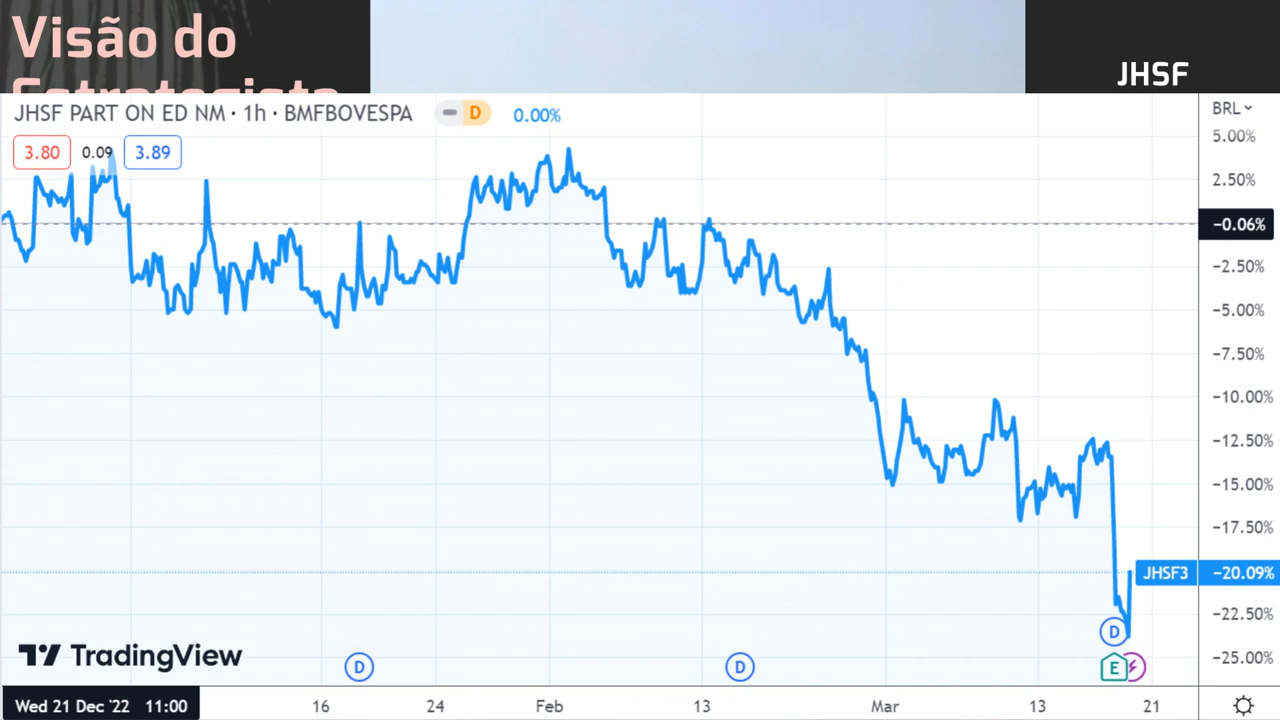 Visão do
Estrategista
JHSF
JHSF PART ON ED NM · 1h · BMFBOVESPA
D
0.00%
BRL
3.80
0.09
3.89
5.00%
2.50%
−0.06%
−2.50%
−5.00%
−7.50%
−10.00%
−12.50%
−15.00%
−17.50%
JHSF3
−20.09%
−22.50%
−25.00%
D
D
D
E
TradingView
Wed 21 Dec '22 11:00
16
24
Feb
13
Mar
13
21